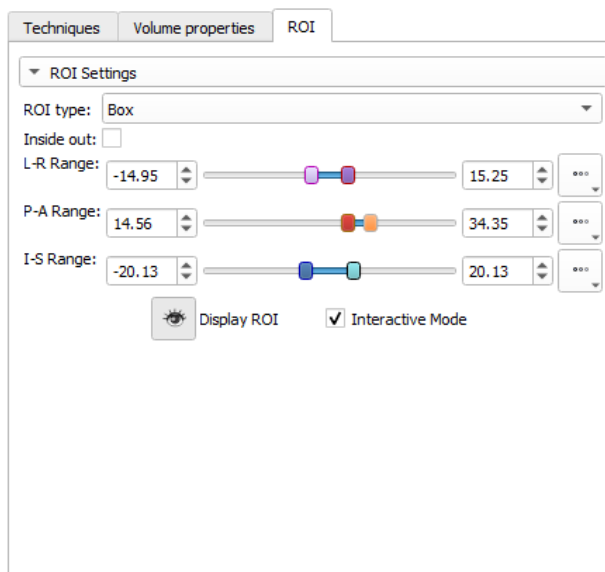 Techniques Volume properties ROI
ROI Settings
ROI type: Box
Inside out:
L-R Range: -14.95 15.25
P-A Range: 14.56 34.35
I-S Range: -20.13 20.13
Display ROI Interactive Mode